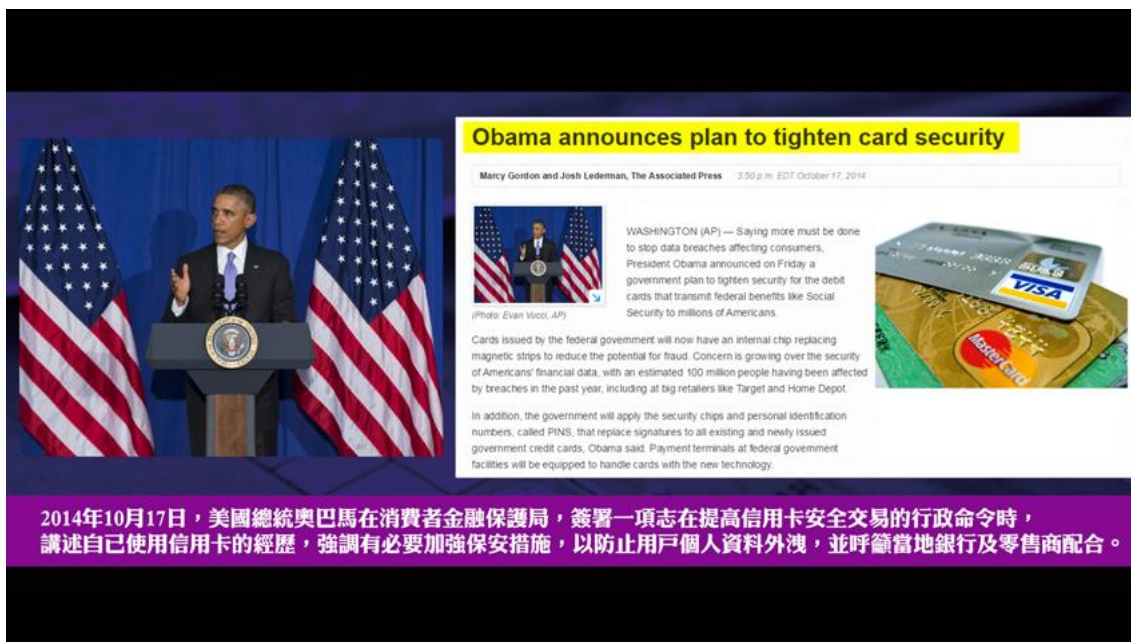 Obama announces plan to tighten card security
Marcy Gordon and Josh Lederman, The Associated Press 3:50 p.m. EDT October 17, 2014
(Photo: Evan Vucci, AP)
WASHINGTON (AP) — Saying more must be done
to stop data breaches affecting consumers,
President Obama announced on Friday a
government plan to tighten security for the debit
cards that transmit federal benefits like Social
Security to millions of Americans.
Cards issued by the federal government will now have an internal chip replacing
magnetic strips to reduce the potential for fraud. Concern is growing over the security
of Americans' financial data, with an estimated 100 million people having been affected
by breaches in the past year, including at big retailers like Target and Home Depot.
In addition, the government will apply the security chips and personal identification
numbers, called PINS, that replace signatures to all existing and newly issued
government credit cards, Obama said. Payment terminals at federal government
facilities will be equipped to handle cards with the new technology.
VISA
MasterCard
2014年10月17日，美國總統奧巴馬在消費者金融保護局，簽署一項志在提高信用卡安全交易的行政命令時，
講述自己使用信用卡的經歷，強調有必要加強保安措施，以防止用戶個人資料外洩，並呼籲當地銀行及零售商配合。